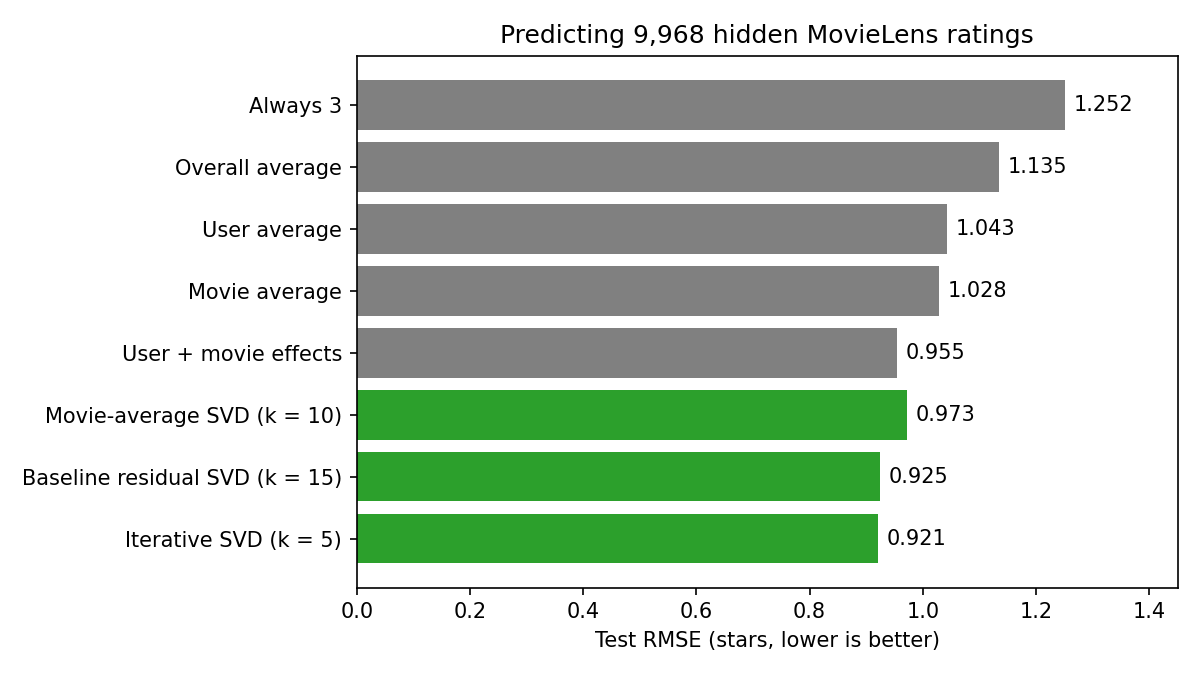 Predicting 9,968 hidden MovieLens ratings
Always 3
1.252
Overall average
1.135
User average
1.043
Movie average
1.028
User + movie effects
0.955
Movie-average SVD (k = 10)
0.973
Baseline residual SVD (k = 15)
0.925
Iterative SVD (k = 5)
0.921
0.0 0.2 0.4 0.6 0.8 1.0 1.2 1.4
Test RMSE (stars, lower is better)